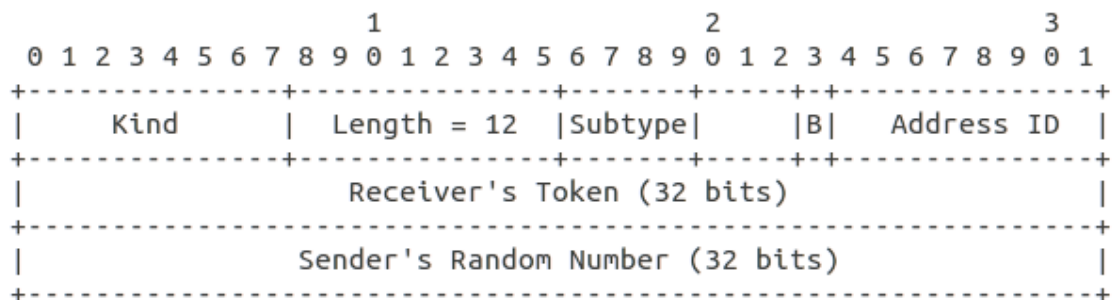 1                   2                   3
 0 1 2 3 4 5 6 7 8 9 0 1 2 3 4 5 6 7 8 9 0 1 2 3 4 5 6 7 8 9 0 1
+---------------+---------------+-------+-----+-+---------------+
|     Kind      |  Length = 12  |Subtype|     |B|   Address ID  |
+---------------+---------------+-------+-----+-+---------------+
|                   Receiver's Token (32 bits)                  |
+---------------------------------------------------------------+
|                Sender's Random Number (32 bits)               |
+---------------------------------------------------------------+